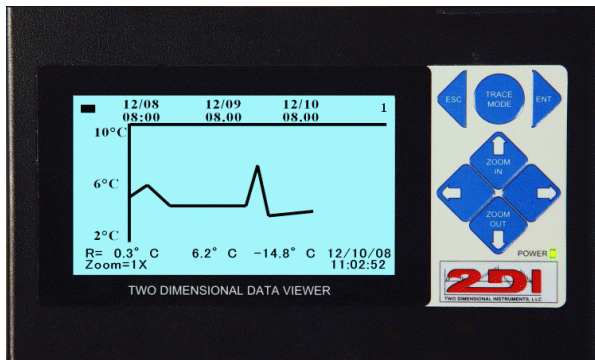 12/08 12/09 12/10 1
08:00 08.00 08.00
10°C
6°C
2°C
R= 0.3° C 6.2° C -14.8° C 12/10/08
Zoom=1X 11:02:52
TWO DIMENSIONAL DATA VIEWER
ESC TRACE MODE ENT
ZOOM IN
ZOOM OUT
POWER
2DI
TWO DIMENSIONAL INSTRUMENTS, LLC